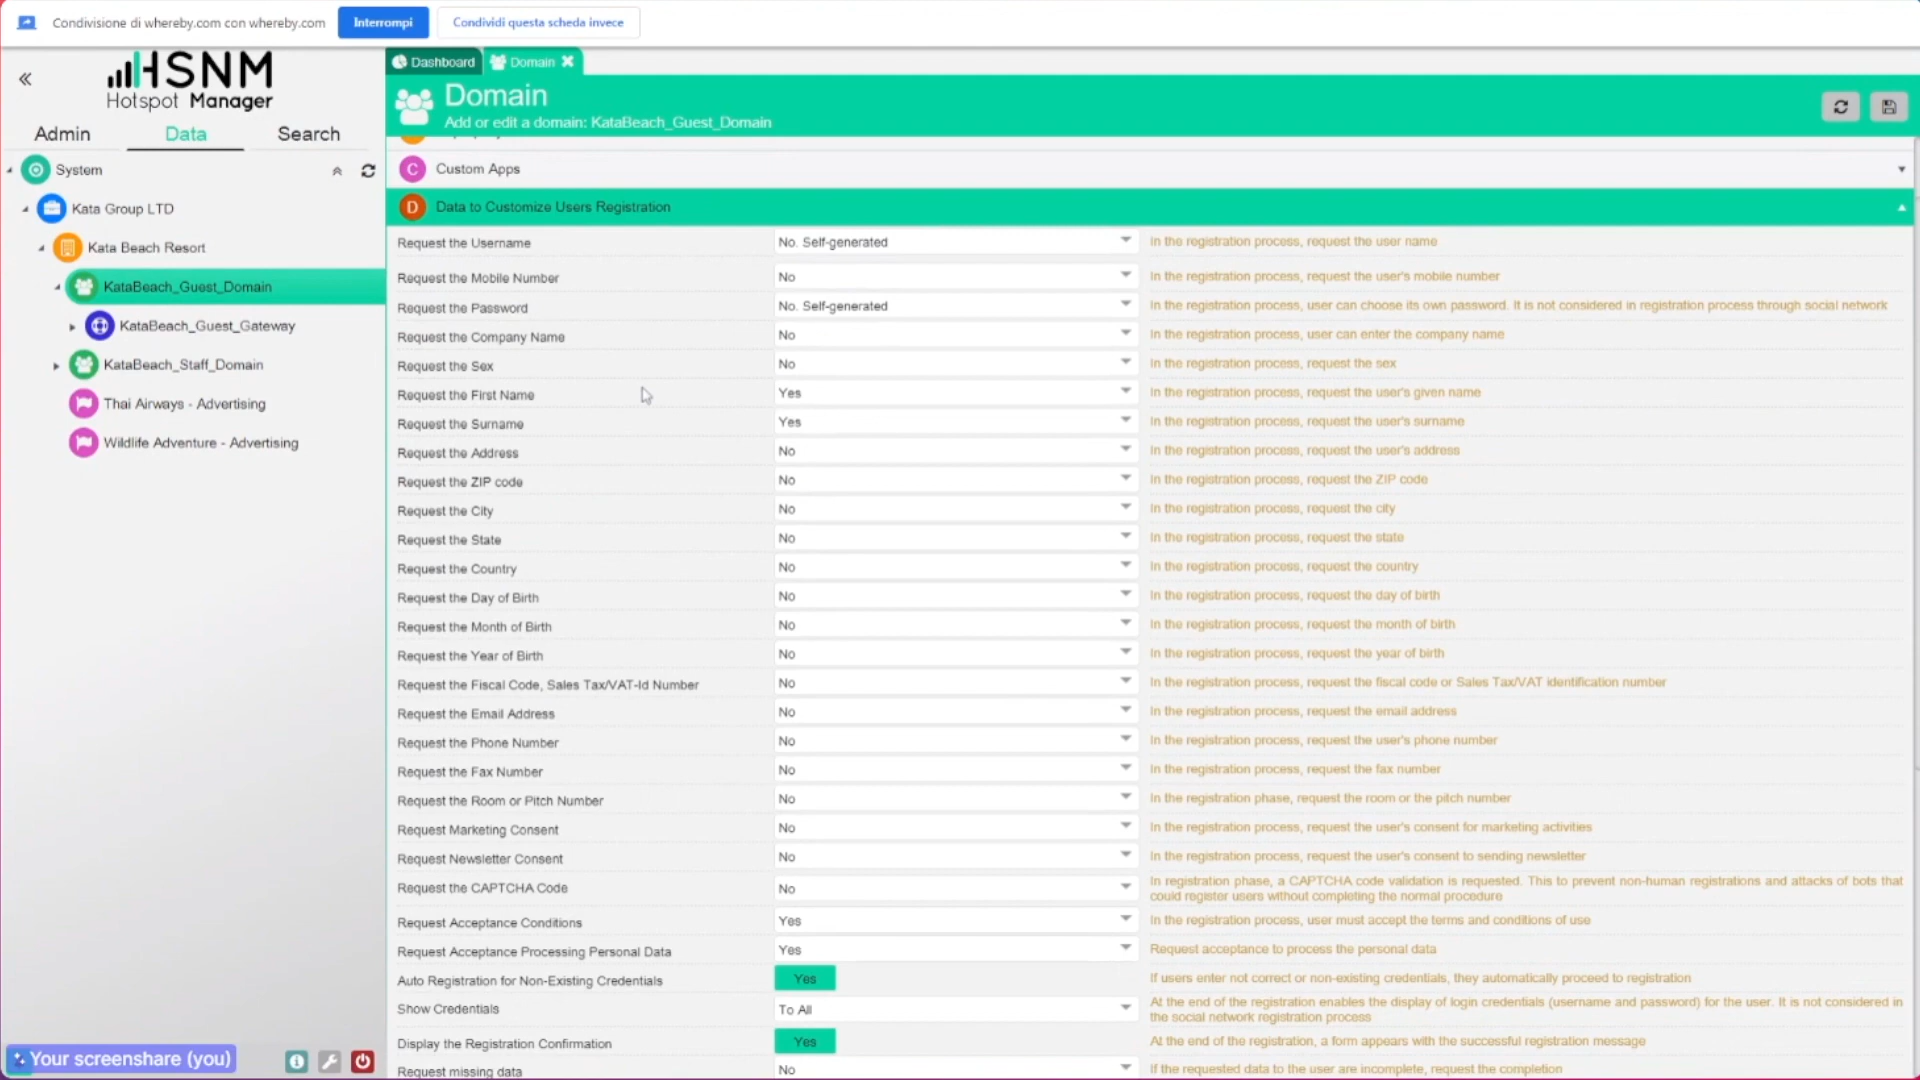 Condivisione di whereby.com con whereby.com
Interrompi
Condividi questa scheda invece
HSNM
Hotspot Manager
Admin
Data
Search
System
Kata Group LTD
Kata Beach Resort
KataBeach_Guest_Domain
KataBeach_Guest_Gateway
KataBeach_Staff_Domain
Thai Airways - Advertising
Wildlife Adventure - Advertising
Your screenshare (you)
Dashboard
Domain
Domain
Add or edit a domain: KataBeach_Guest_Domain
C Custom Apps
D Data to Customize Users Registration
Request the Username No. Self-generated In the registration process, request the user name
Request the Mobile Number No In the registration process, request the user's mobile number
Request the Password No. Self-generated In the registration process, user can choose its own password. It is not considered in registration process through social network
Request the Company Name No In the registration process, user can enter the company name
Request the Sex No In the registration process, request the sex
Request the First Name Yes In the registration process, request the user's given name
Request the Surname Yes In the registration process, request the user's surname
Request the Address No In the registration process, request the user's address
Request the ZIP code No In the registration process, request the ZIP code
Request the City No In the registration process, request the city
Request the State No In the registration process, request the state
Request the Country No In the registration process, request the country
Request the Day of Birth No In the registration process, request the day of birth
Request the Month of Birth No In the registration process, request the month of birth
Request the Year of Birth No In the registration process, request the year of birth
Request the Fiscal Code, Sales Tax/VAT-Id Number No In the registration process, request the fiscal code or Sales Tax/VAT identification number
Request the Email Address No In the registration process, request the email address
Request the Phone Number No In the registration process, request the user's phone number
Request the Fax Number No In the registration process, request the fax number
Request the Room or Pitch Number No In the registration phase, request the room or the pitch number
Request Marketing Consent No In the registration process, request the user's consent for marketing activities
Request Newsletter Consent No In the registration process, request the user's consent to sending newsletter
Request the CAPTCHA Code No In registration phase, a CAPTCHA code validation is requested. This to prevent non-human registrations and attacks of bots that
could register users without completing the normal procedure
Request Acceptance Conditions Yes In the registration process, user must accept the terms and conditions of use
Request Acceptance Processing Personal Data Yes Request acceptance to process the personal data
Auto Registration for Non-Existing Credentials Yes If users enter not correct or non-existing credentials, they automatically proceed to registration
Show Credentials To All At the end of the registration enables the display of login credentials (username and password) for the user. It is not considered in
the social network registration process
Display the Registration Confirmation Yes At the end of the registration, a form appears with the successful registration message
Request missing data No If the requested data to the user are incomplete, request the completion